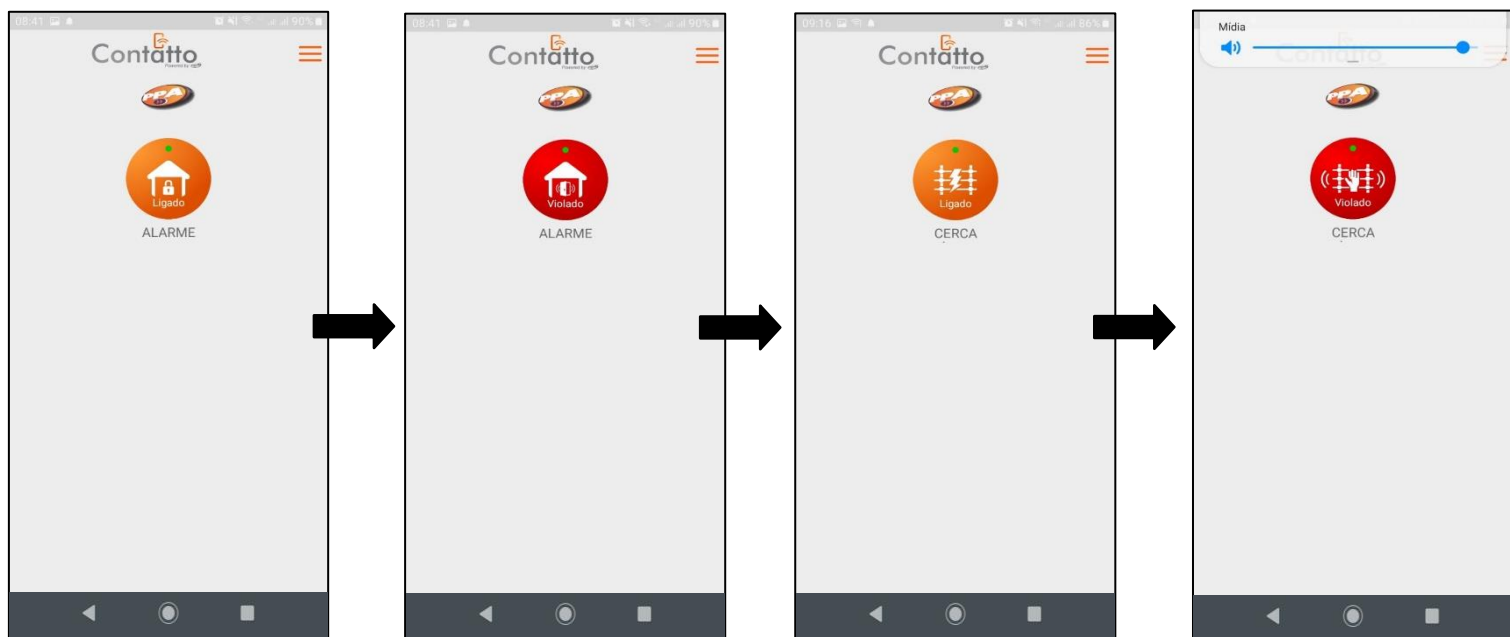 08:41 90%
Contatto
PPA
Ligado
ALARME
08:41 90%
Contatto
PPA
Violado
ALARME
09:16 86%
Contatto
PPA
Ligado
CERCA
Mídia
Contatto
PPA
Violado
CERCA